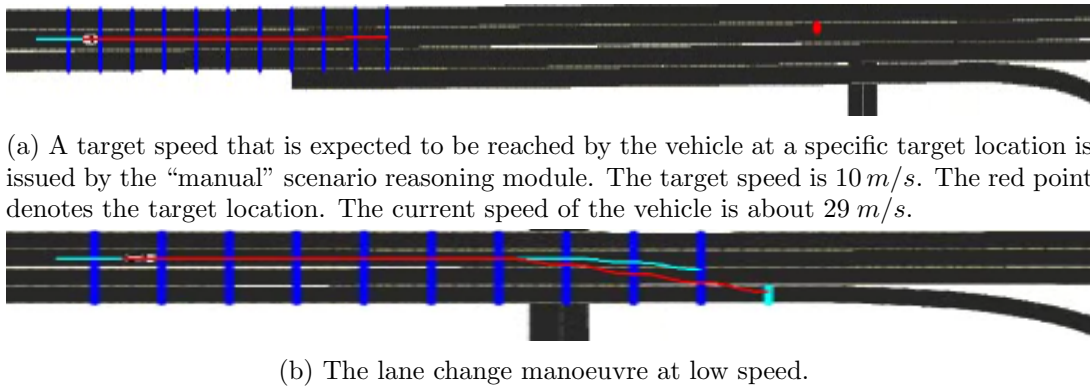 (a) A target speed that is expected to be reached by the vehicle at a specific target location is
issued by the “manual” scenario reasoning module. The target speed is 10 m/s. The red point
denotes the target location. The current speed of the vehicle is about 29 m/s.
(b) The lane change manoeuvre at low speed.